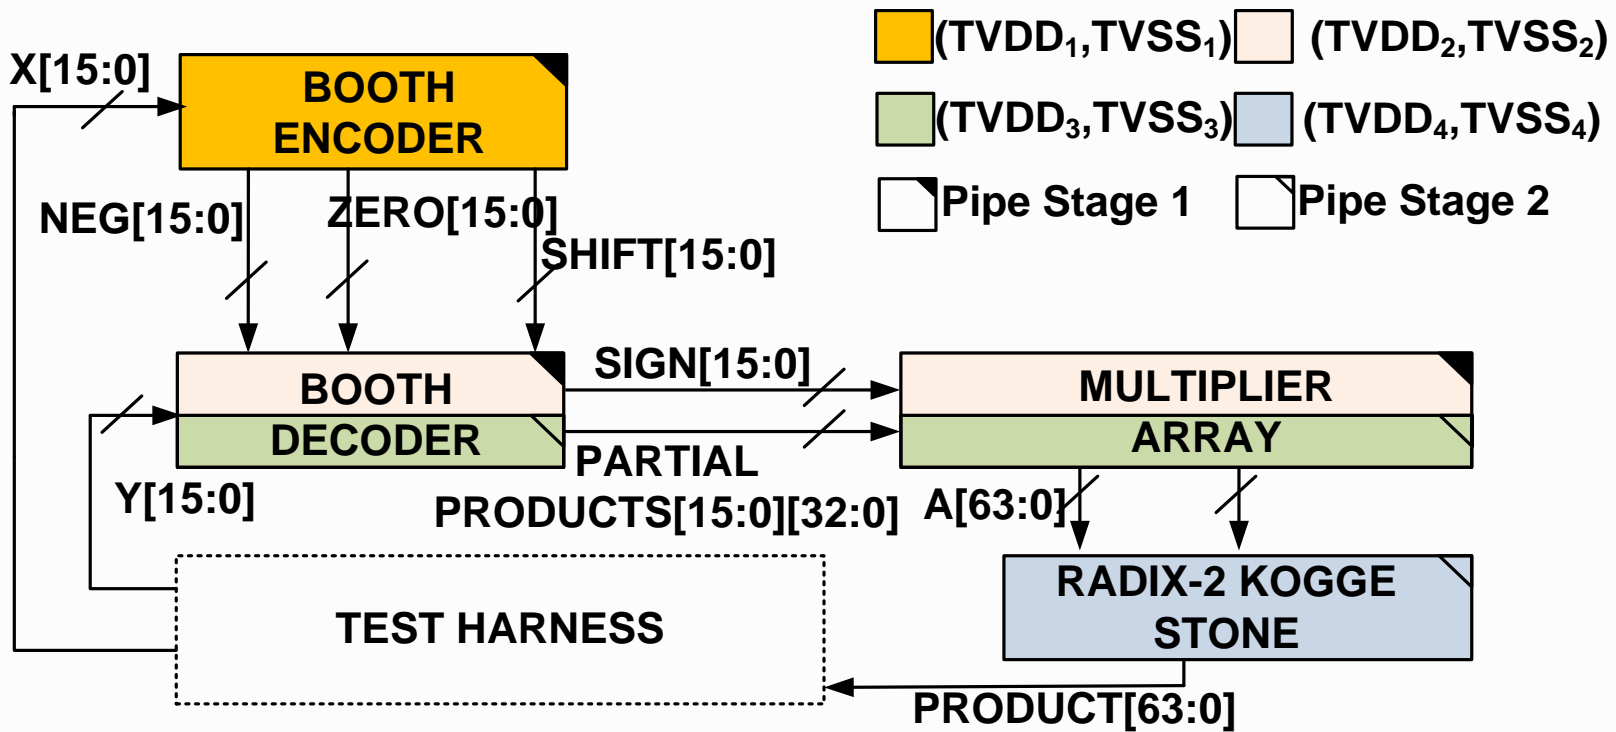 X[15:0]
BOOTH
ENCODER
(TVDD1,TVSS1)
(TVDD2,TVSS2)
(TVDD3,TVSS3)
(TVDD4,TVSS4)
Pipe Stage 1
Pipe Stage 2
NEG[15:0]
ZERO[15:0]
SHIFT[15:0]
BOOTH
DECODER
SIGN[15:0]
PARTIAL
PRODUCTS[15:0][32:0]
MULTIPLIER
ARRAY
Y[15:0]
A[63:0]
TEST HARNESS
RADIX-2 KOGGE
STONE
PRODUCT[63:0]